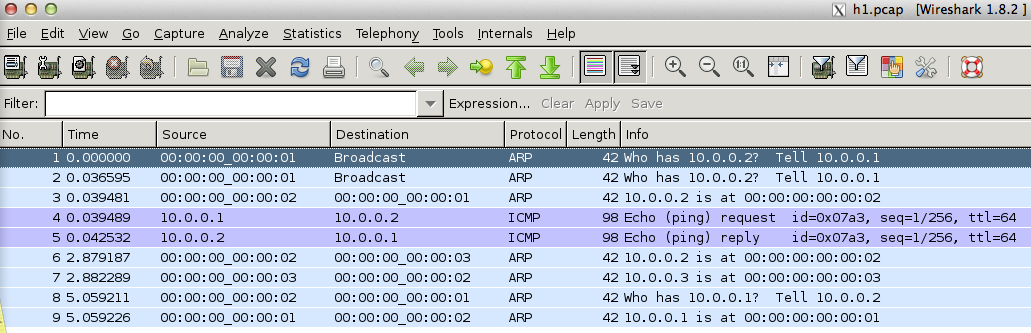 h1.pcap [Wireshark 1.8.2 ]
File Edit View Go Capture Analyze Statistics Telephony Tools Internals Help
Filter: Expression... Clear Apply Save
No. Time Source Destination Protocol Length Info
1 0.000000 00:00:00_00:00:01 Broadcast ARP 42 Who has 10.0.0.2? Tell 10.0.0.1
2 0.036595 00:00:00_00:00:01 Broadcast ARP 42 Who has 10.0.0.2? Tell 10.0.0.1
3 0.039481 00:00:00_00:00:02 00:00:00_00:00:01 ARP 42 10.0.0.2 is at 00:00:00:00:00:02
4 0.039489 10.0.0.1 10.0.0.2 ICMP 98 Echo (ping) request id=0x07a3, seq=1/256, ttl=64
5 0.042532 10.0.0.2 10.0.0.1 ICMP 98 Echo (ping) reply id=0x07a3, seq=1/256, ttl=64
6 2.879187 00:00:00_00:00:02 00:00:00_00:00:03 ARP 42 10.0.0.2 is at 00:00:00:00:00:02
7 2.882289 00:00:00_00:00:03 00:00:00_00:00:02 ARP 42 10.0.0.3 is at 00:00:00:00:00:03
8 5.059211 00:00:00_00:00:02 00:00:00_00:00:01 ARP 42 Who has 10.0.0.1? Tell 10.0.0.2
9 5.059226 00:00:00_00:00:01 00:00:00_00:00:02 ARP 42 10.0.0.1 is at 00:00:00:00:00:01